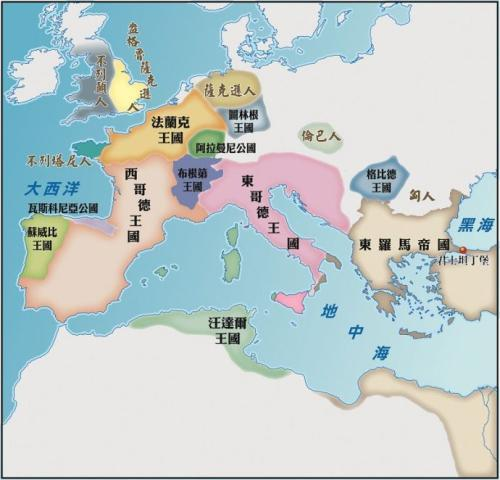 盎格魯薩克遜人
不列顛人
薩克遜人
圖林根
王國
法蘭克
王國
阿拉曼尼公國
倫巴人
不列塔尼人
西哥德王國
布根第
王國
東哥德王國
格比德
王國
匈人
大西洋
瓦斯科尼亞公國
蘇威比
王國
黑海
東羅馬帝國
君士坦丁堡
地中海
汪達爾
王國